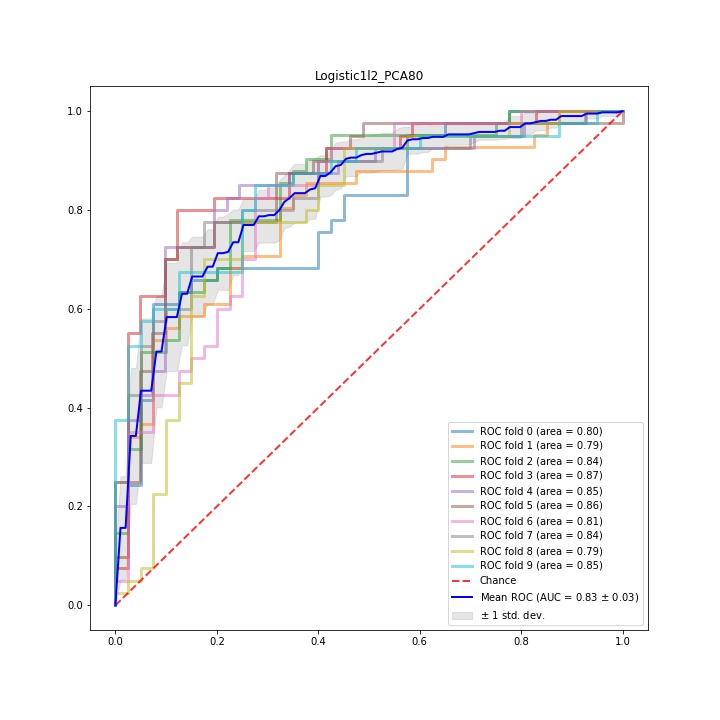 Logistic1l2_PCA80
1.0
0.8
0.6
0.4
0.2
0.0
ROC fold 0 (area = 0.80)
ROC fold 1 (area = 0.79)
ROC fold 2 (area = 0.84)
ROC fold 3 (area = 0.87)
ROC fold 4 (area = 0.85)
ROC fold 5 (area = 0.86)
ROC fold 6 (area = 0.81)
ROC fold 7 (area = 0.84)
ROC fold 8 (area = 0.79)
ROC fold 9 (area = 0.85)
Chance
Mean ROC (AUC = 0.83 ± 0.03)
± 1 std. dev.
0.0 0.2 0.4 0.6 0.8 1.0